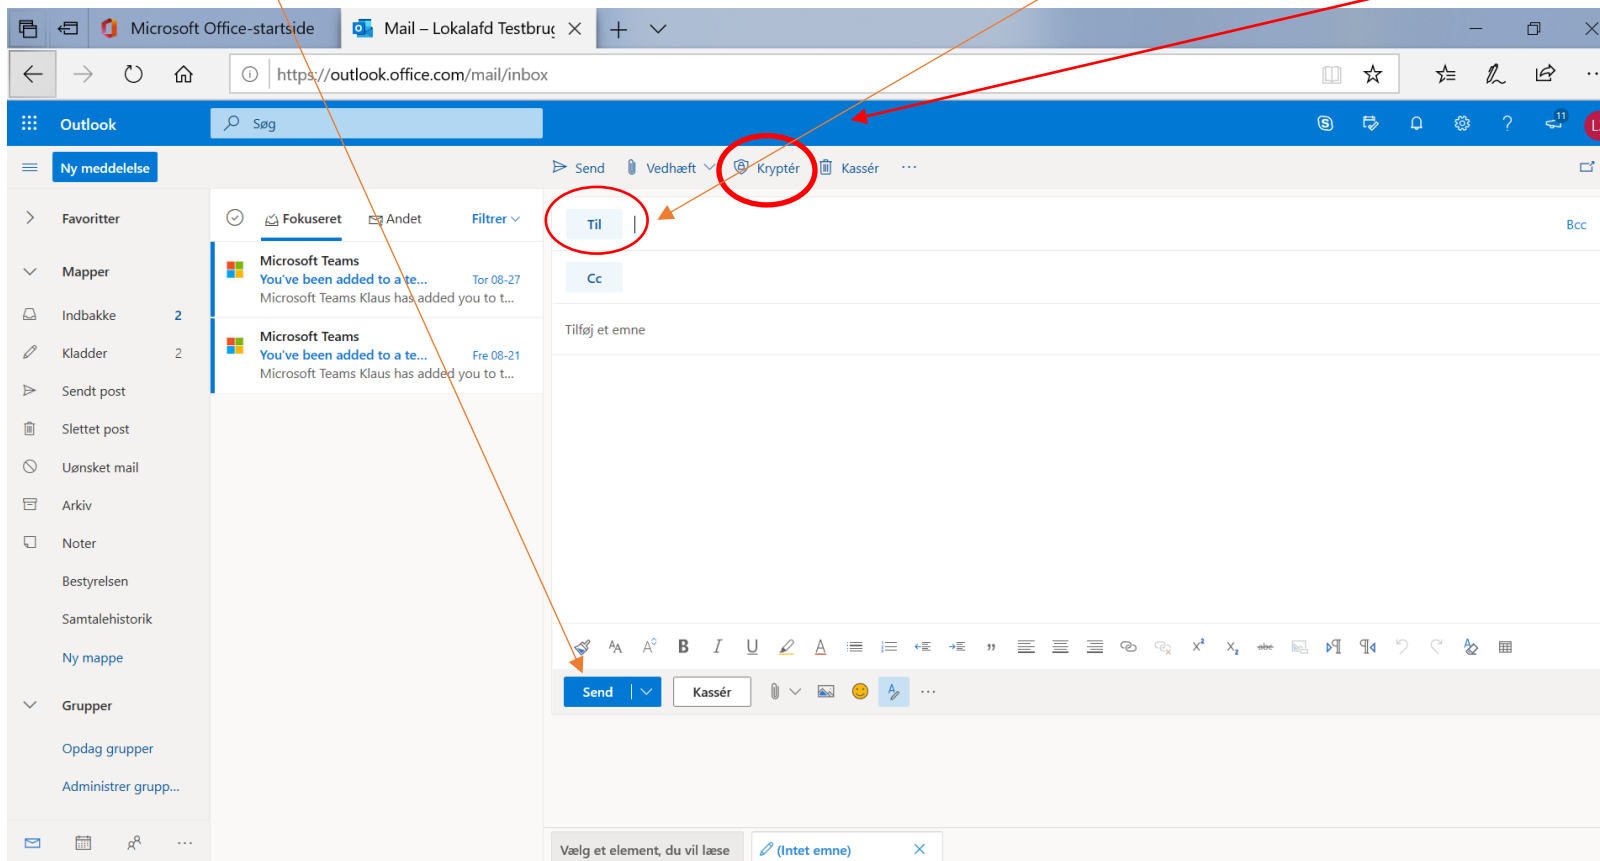 Microsoft Office-startside
Mail – Lokalafd Testbrug
https://outlook.office.com/mail/inbox
Outlook
Søg
11
Ny meddelelse
Send
Vedhæft
Kryptér
Kassér
Favoritter
Fokuseret
Andet
Filtrer
Til
Bcc
Mapper
Microsoft Teams
You've been added to a te... Tor 08-27
Microsoft Teams Klaus has added you to t...
Cc
Indbakke 2
Microsoft Teams
You've been added to a te... Fre 08-21
Microsoft Teams Klaus has added you to t...
Tilføj et emne
Kladder 2
Sendt post
Slettet post
Uønsket mail
Arkiv
Noter
Bestyrelsen
Samtalehistorik
Ny mappe
Send
Kassér
Grupper
Opdag grupper
Administrer grupp...
Vælg et element, du vil læse
(Intet emne)